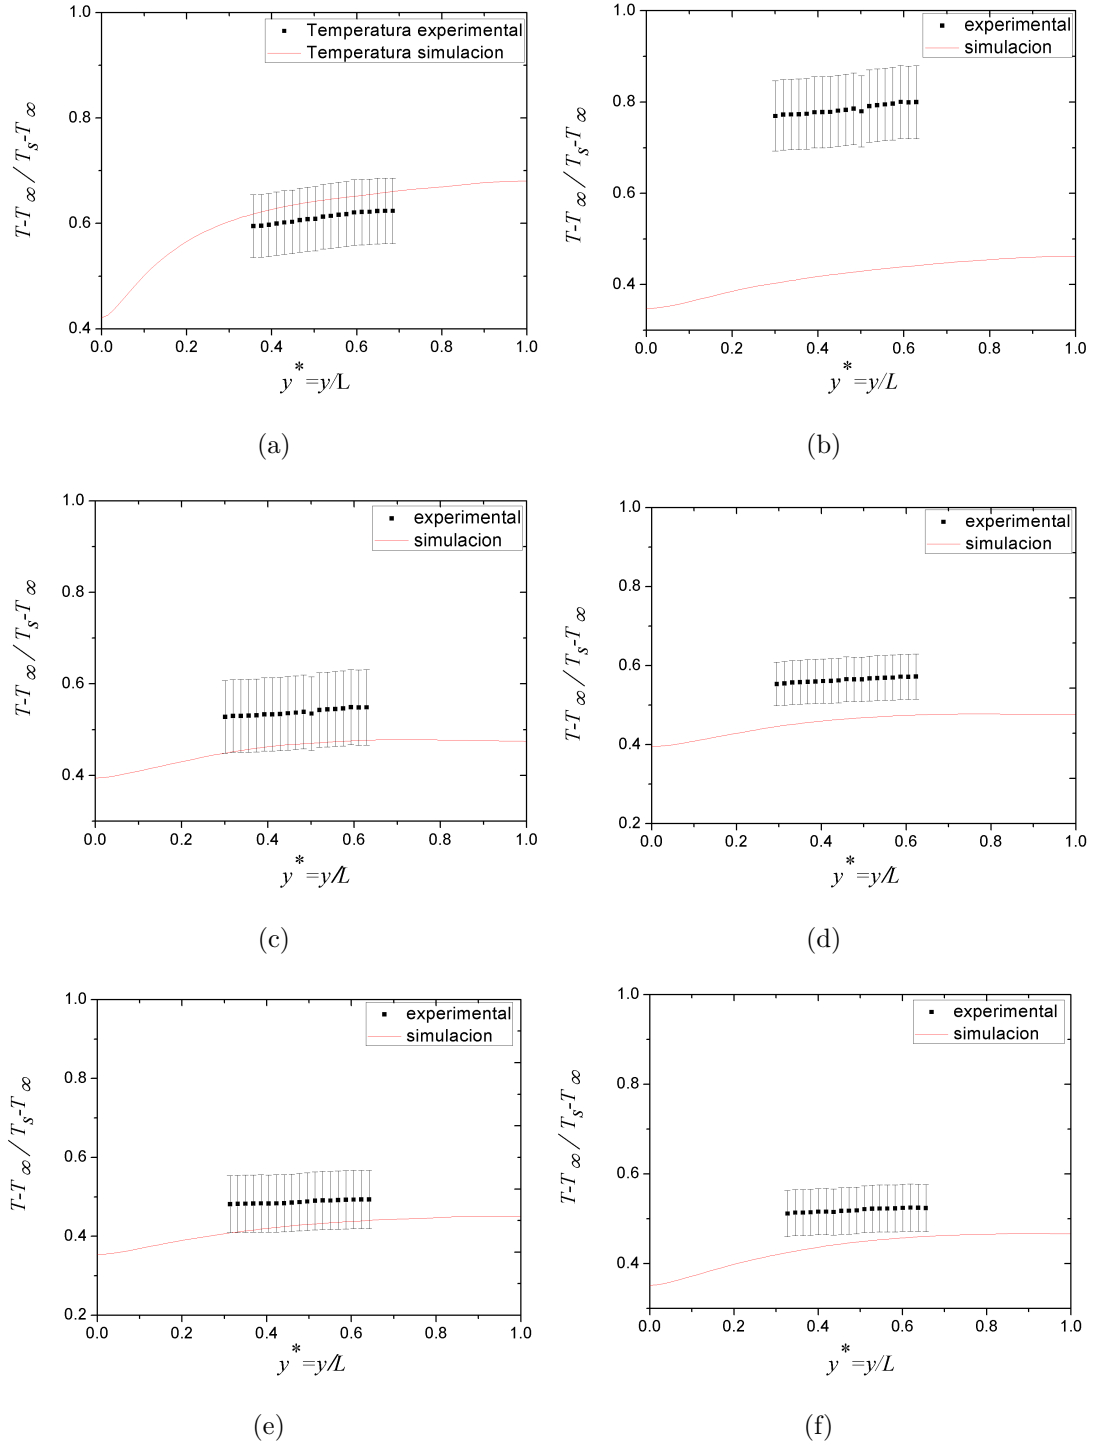 1.0
0.8
0.6
0.4
0.0 0.2 0.4 0.6 0.8 1.0
T-T∞ / Ts-T∞
y*=y/L
Temperatura experimental
Temperatura simulacion
(a)
1.0
0.8
0.6
0.4
0.0 0.2 0.4 0.6 0.8 1.0
T-T∞ / Ts-T∞
y*=y/L
experimental
simulacion
(b)
1.0
0.8
0.6
0.4
0.0 0.2 0.4 0.6 0.8 1.0
T-T∞ / Ts-T∞
y*=y/L
experimental
simulacion
(c)
1.0
0.8
0.6
0.4
0.2
0.0 0.2 0.4 0.6 0.8 1.0
T-T∞ / Ts-T∞
y*=y/L
experimental
simulacion
(d)
1.0
0.8
0.6
0.4
0.2
0.0 0.2 0.4 0.6 0.8 1.0
T-T∞ / Ts-T∞
y*=y/L
experimental
simulacion
(e)
1.0
0.8
0.6
0.4
0.0 0.2 0.4 0.6 0.8 1.0
T-T∞ / Ts-T∞
y*=y/L
experimental
simulacion
(f)